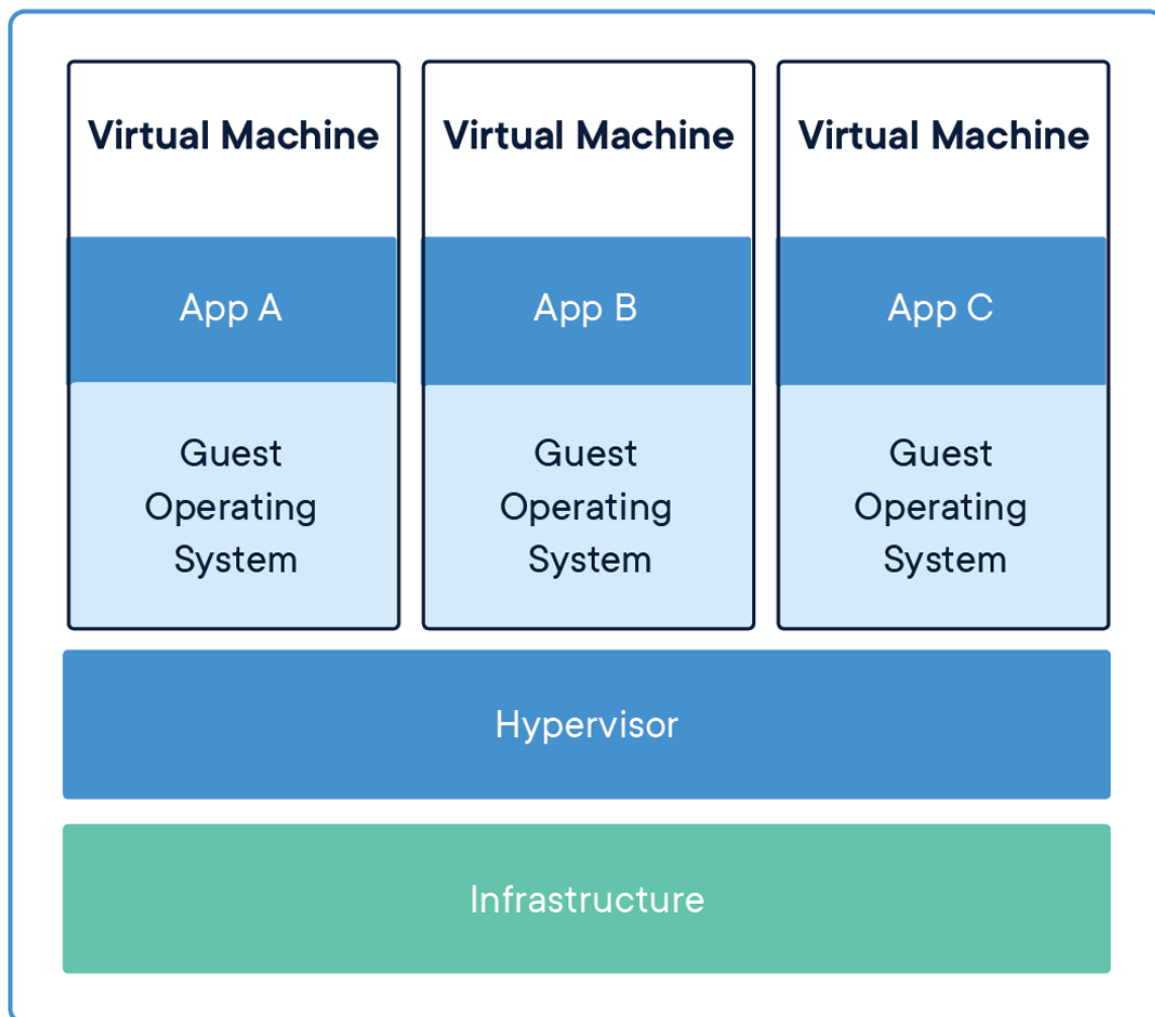 Virtual Machine
App A
Guest
Operating
System
Virtual Machine
App B
Guest
Operating
System
Virtual Machine
App C
Guest
Operating
System
Hypervisor
Infrastructure